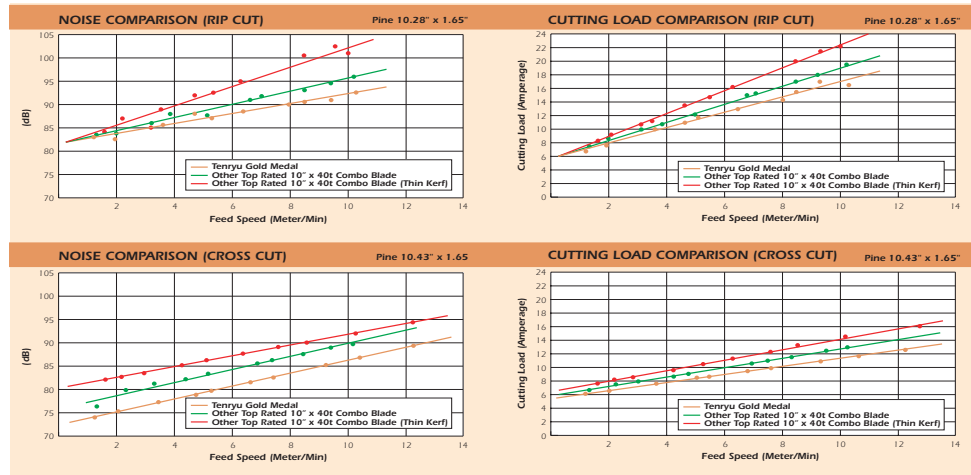 NOISE COMPARISON (RIP CUT) Pine 10.28" x 1.65"
105
100
95
90
85
80
75
70
(dB)
Tenryu Gold Medal
Other Top Rated 10" x 40t Combo Blade
Other Top Rated 10" x 40t Combo Blade (Thin Kerf)
2 4 6 8 10 12 14
Feed Speed (Meter/Min)
CUTTING LOAD COMPARISON (RIP CUT) Pine 10.28" x 1.65"
24
22
20
18
16
14
12
10
8
6
4
2
0
Cutting Load (Amperage)
Tenryu Gold Medal
Other Top Rated 10" x 40t Combo Blade
Other Top Rated 10" x 40t Combo Blade (Thin Kerf)
2 4 6 8 10 12 14
Feed Speed (Meter/Min)
NOISE COMPARISON (CROSS CUT) Pine 10.43" x 1.65
105
100
95
90
85
80
75
70
(dB)
Tenryu Gold Medal
Other Top Rated 10" x 40t Combo Blade
Other Top Rated 10" x 40t Combo Blade (Thin Kerf)
2 4 6 8 10 12 14
Feed Speed (Meter/Min)
CUTTING LOAD COMPARISON (CROSS CUT) Pine 10.43" x 1.65"
24
22
20
18
16
14
12
10
8
6
4
2
0
Cutting Load (Amperage)
Tenryu Gold Medal
Other Top Rated 10" x 40t Combo Blade
Other Top Rated 10" x 40t Combo Blade (Thin Kerf)
2 4 6 8 10 12 14
Feed Speed (Meter/Min)